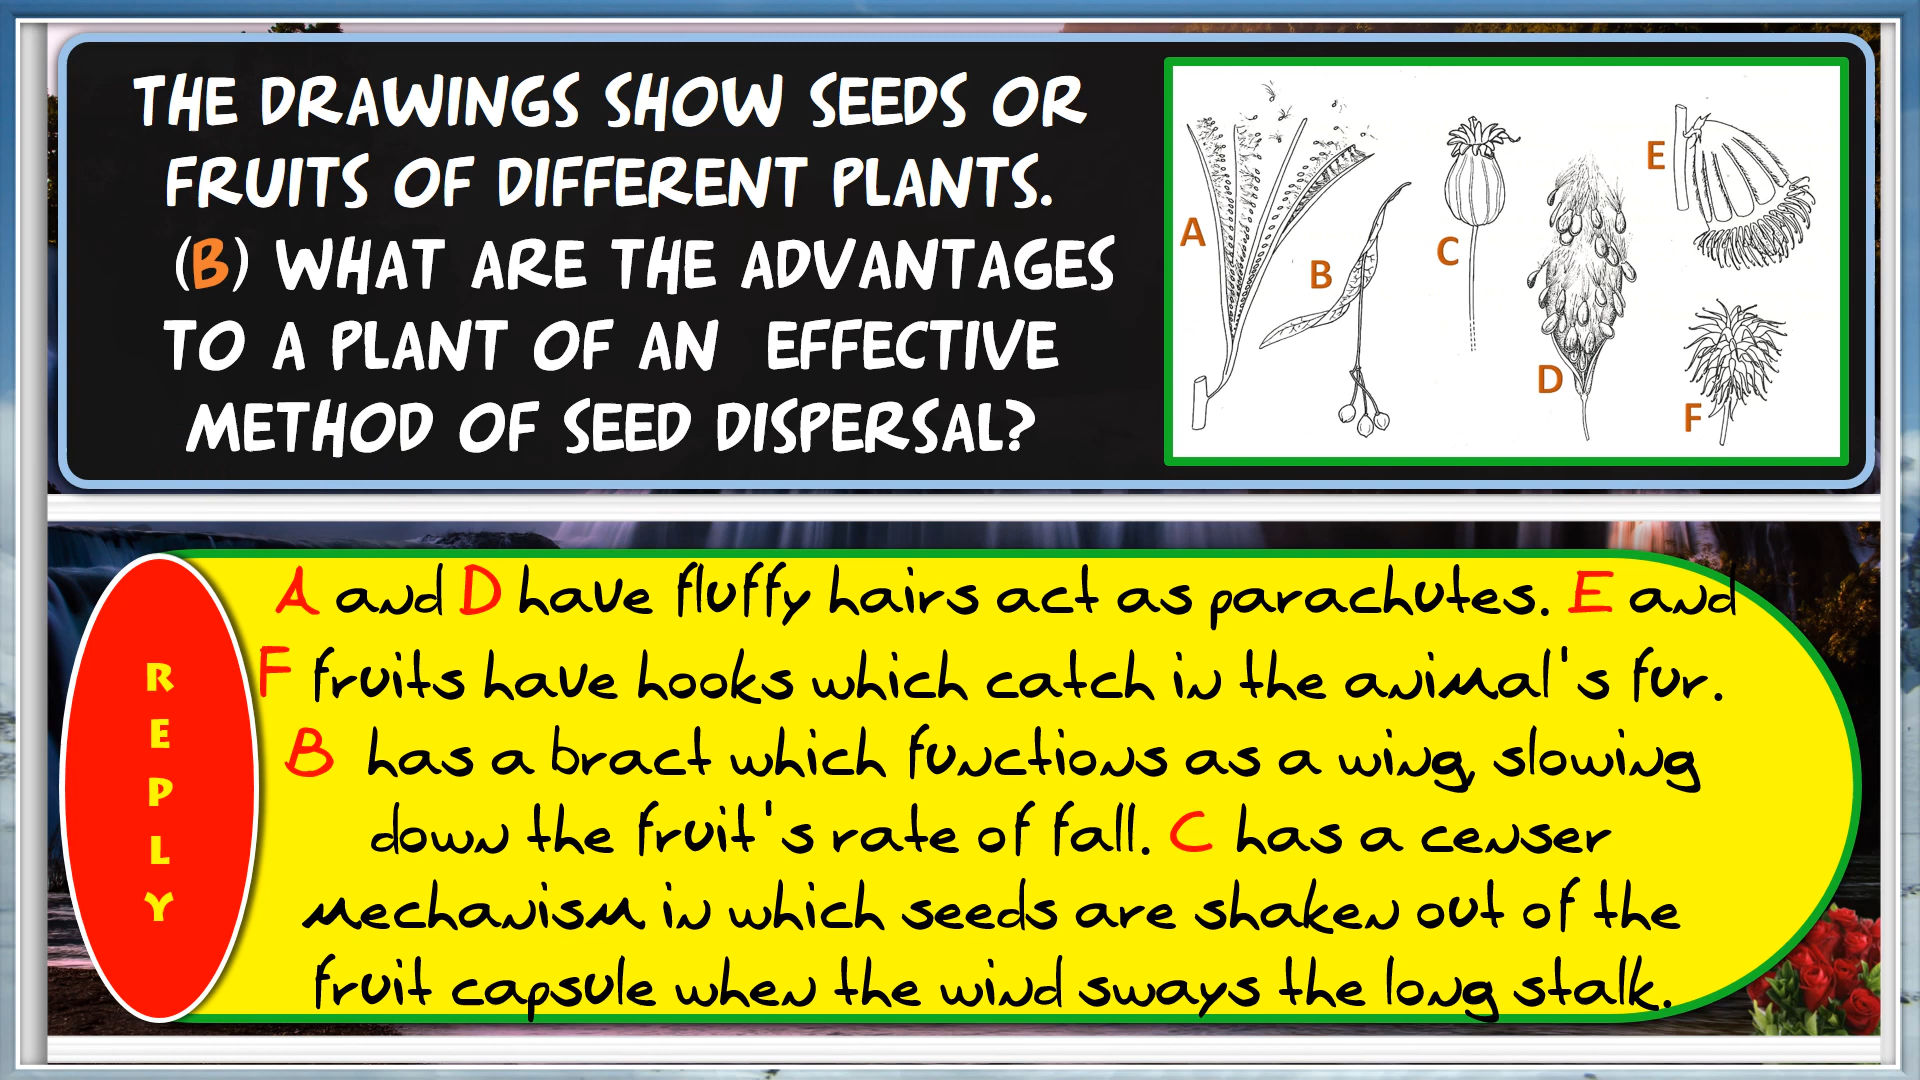 THE DRAWINGS SHOW SEEDS OR
FRUITS OF DIFFERENT PLANTS.
(B) WHAT ARE THE ADVANTAGES
TO A PLANT OF AN EFFECTIVE
METHOD OF SEED DISPERSAL?
A
B
C
D
E
F
REPLY
A and D have fluffy hairs act as parachutes. E and
F fruits have hooks which catch in the animal's fur.
B has a bract which functions as a wing, slowing
down the fruit's rate of fall. C has a censer
mechanism in which seeds are shaken out of the
fruit capsule when the wind sways the long stalk.